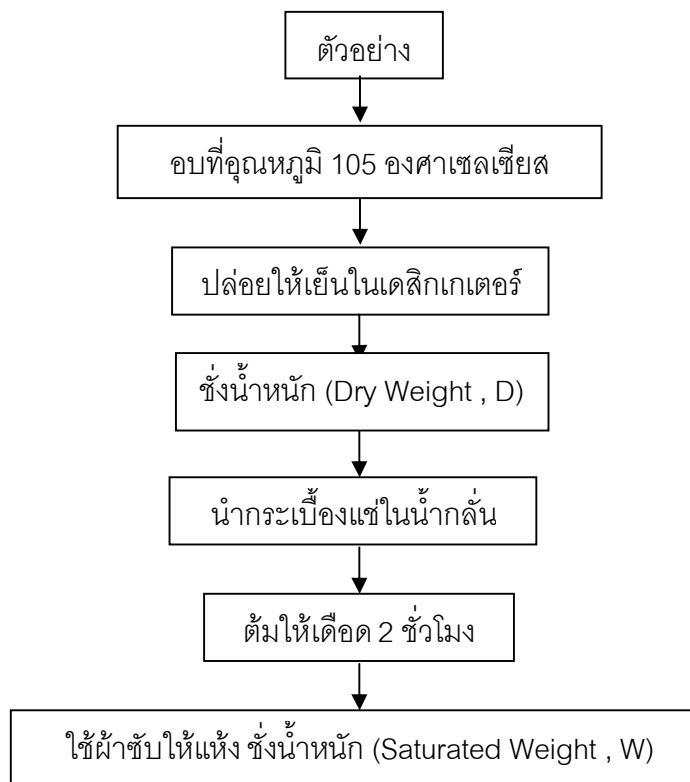 ตัวอย่าง
อบที่อุณหภูมิ 105 องศาเซลเซียส
ปล่อยให้เย็นในเดสิกเกเตอร์
ชั่งน้ำหนัก (Dry Weight , D)
นำกระเบื้องแช่ในน้ำกลั่น
ต้มให้เดือด 2 ชั่วโมง
ใช้ผ้าซับให้แห้ง ชั่งน้ำหนัก (Saturated Weight , W)